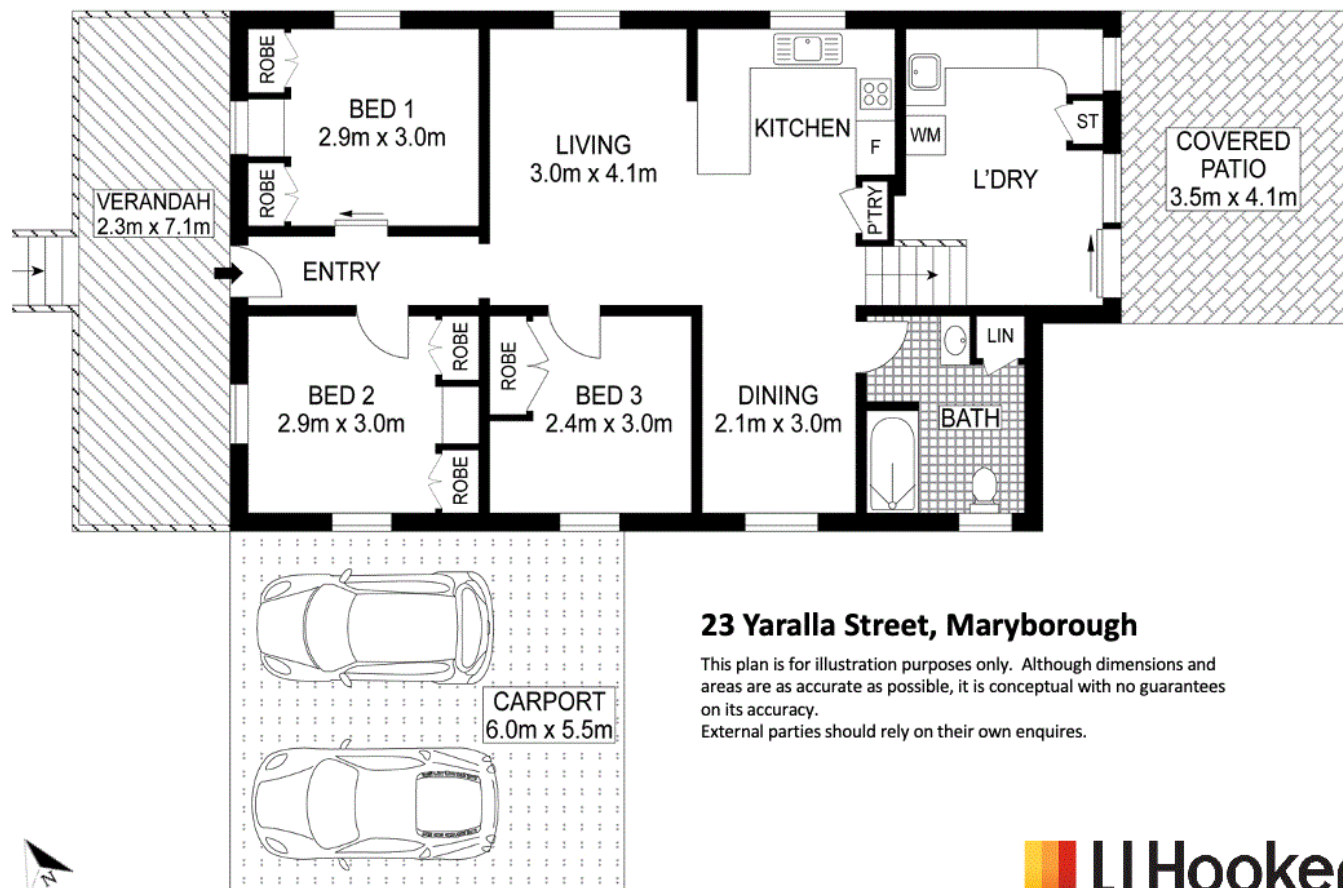 ROBE
BED 1
2.9m x 3.0m
ROBE
LIVING
3.0m x 4.1m
KITCHEN
F
P'TRY
WM
L'DRY
ST
COVERED
PATIO
3.5m x 4.1m
VERANDAH
2.3m x 7.1m
ENTRY
BED 2
2.9m x 3.0m
ROBE
ROBE
ROBE
BED 3
2.4m x 3.0m
DINING
2.1m x 3.0m
LIN
BATH
CARPORT
6.0m x 5.5m
23 Yaralla Street, Maryborough
This plan is for illustration purposes only. Although dimensions and
areas are as accurate as possible, it is conceptual with no guarantees
on its accuracy.
External parties should rely on their own enquires.
N
LJ Hooker